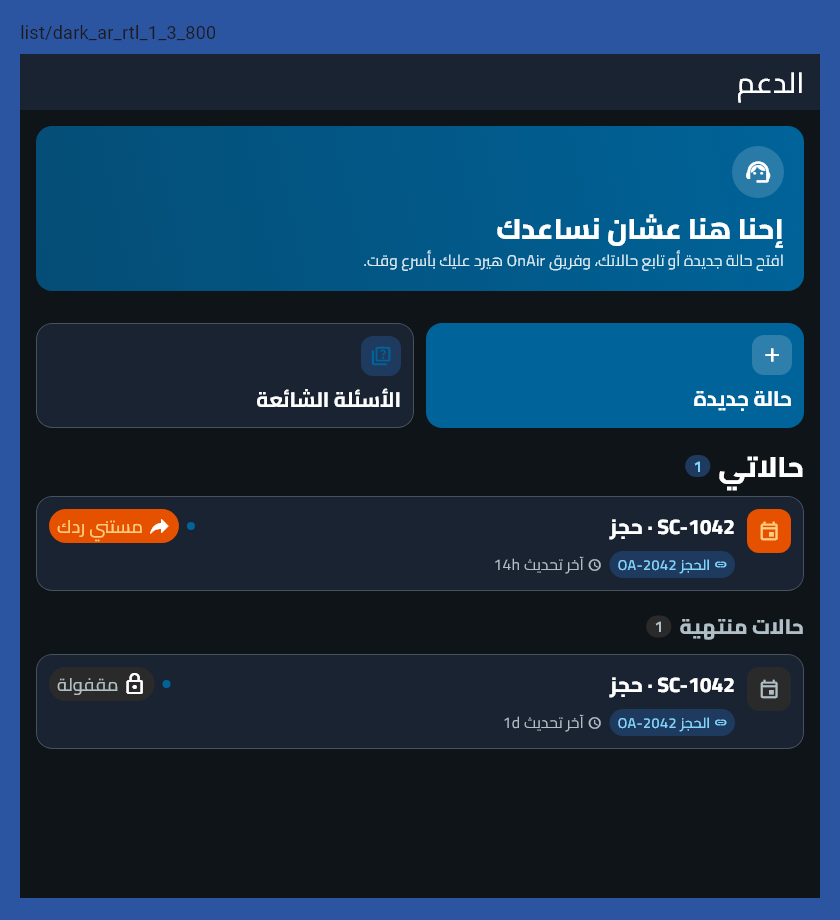 list/dark_ar_rtl_1_3_800
الدعم
إحنا هنا عشان نساعدك
افتح حالة جديدة أو تابع حالاتك، وفريق OnAir هيرد عليك بأسرع وقت.
حالة جديدة
الأسئلة الشائعة
حالاتي 1
SC-1042 · حجز
مستني ردك
الحجز OA-2042
آخر تحديث 14h
حالات منتهية 1
SC-1042 · حجز
مقفولة
الحجز OA-2042
آخر تحديث 1d